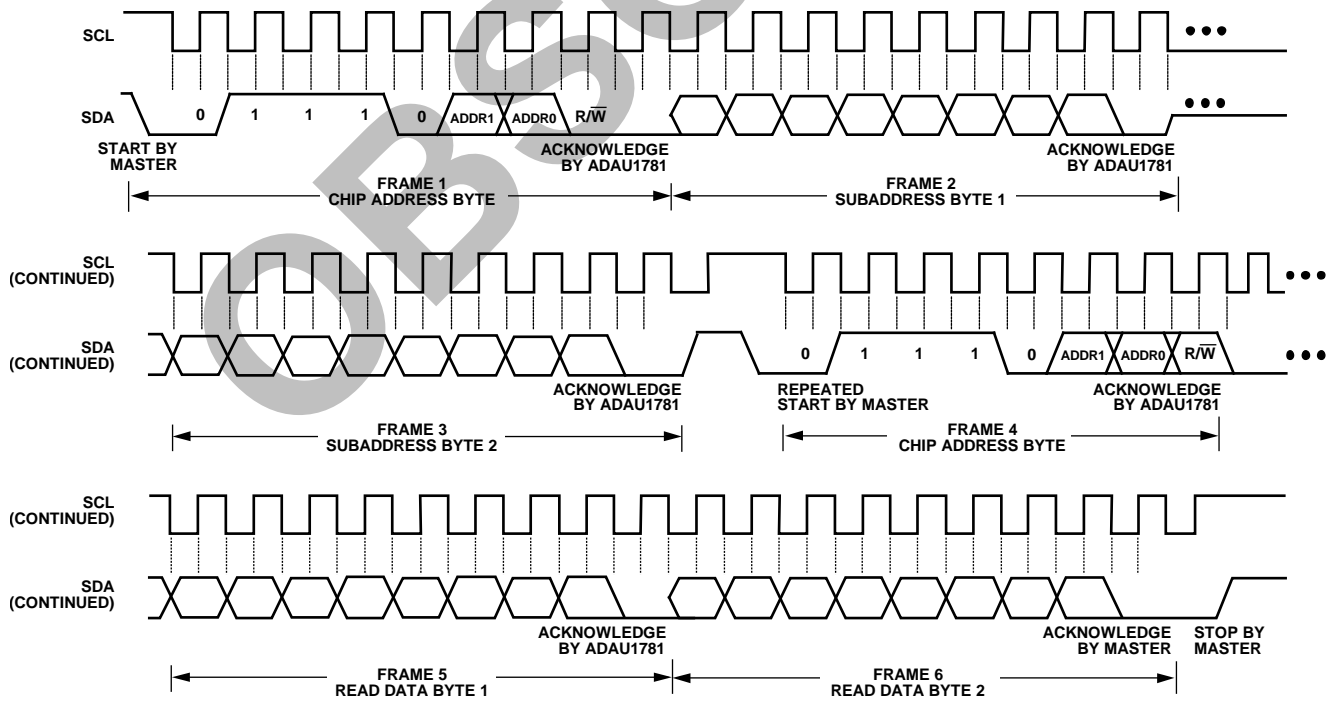 SCL
SDA
0 1 1 1 0 ADDR1 ADDR0 R/W̅
START BY
MASTER
ACKNOWLEDGE
BY ADAU1781
ACKNOWLEDGE
BY ADAU1781
FRAME 1
CHIP ADDRESS BYTE
FRAME 2
SUBADDRESS BYTE 1
SCL
(CONTINUED)
SDA
(CONTINUED)
0 1 1 1 0 ADDR1 ADDR0 R/W̅
ACKNOWLEDGE
BY ADAU1781
REPEATED
START BY MASTER
ACKNOWLEDGE
BY ADAU1781
FRAME 3
SUBADDRESS BYTE 2
FRAME 4
CHIP ADDRESS BYTE
SCL
(CONTINUED)
SDA
(CONTINUED)
ACKNOWLEDGE
BY ADAU1781
ACKNOWLEDGE
BY MASTER
STOP BY
MASTER
FRAME 5
READ DATA BYTE 1
FRAME 6
READ DATA BYTE 2